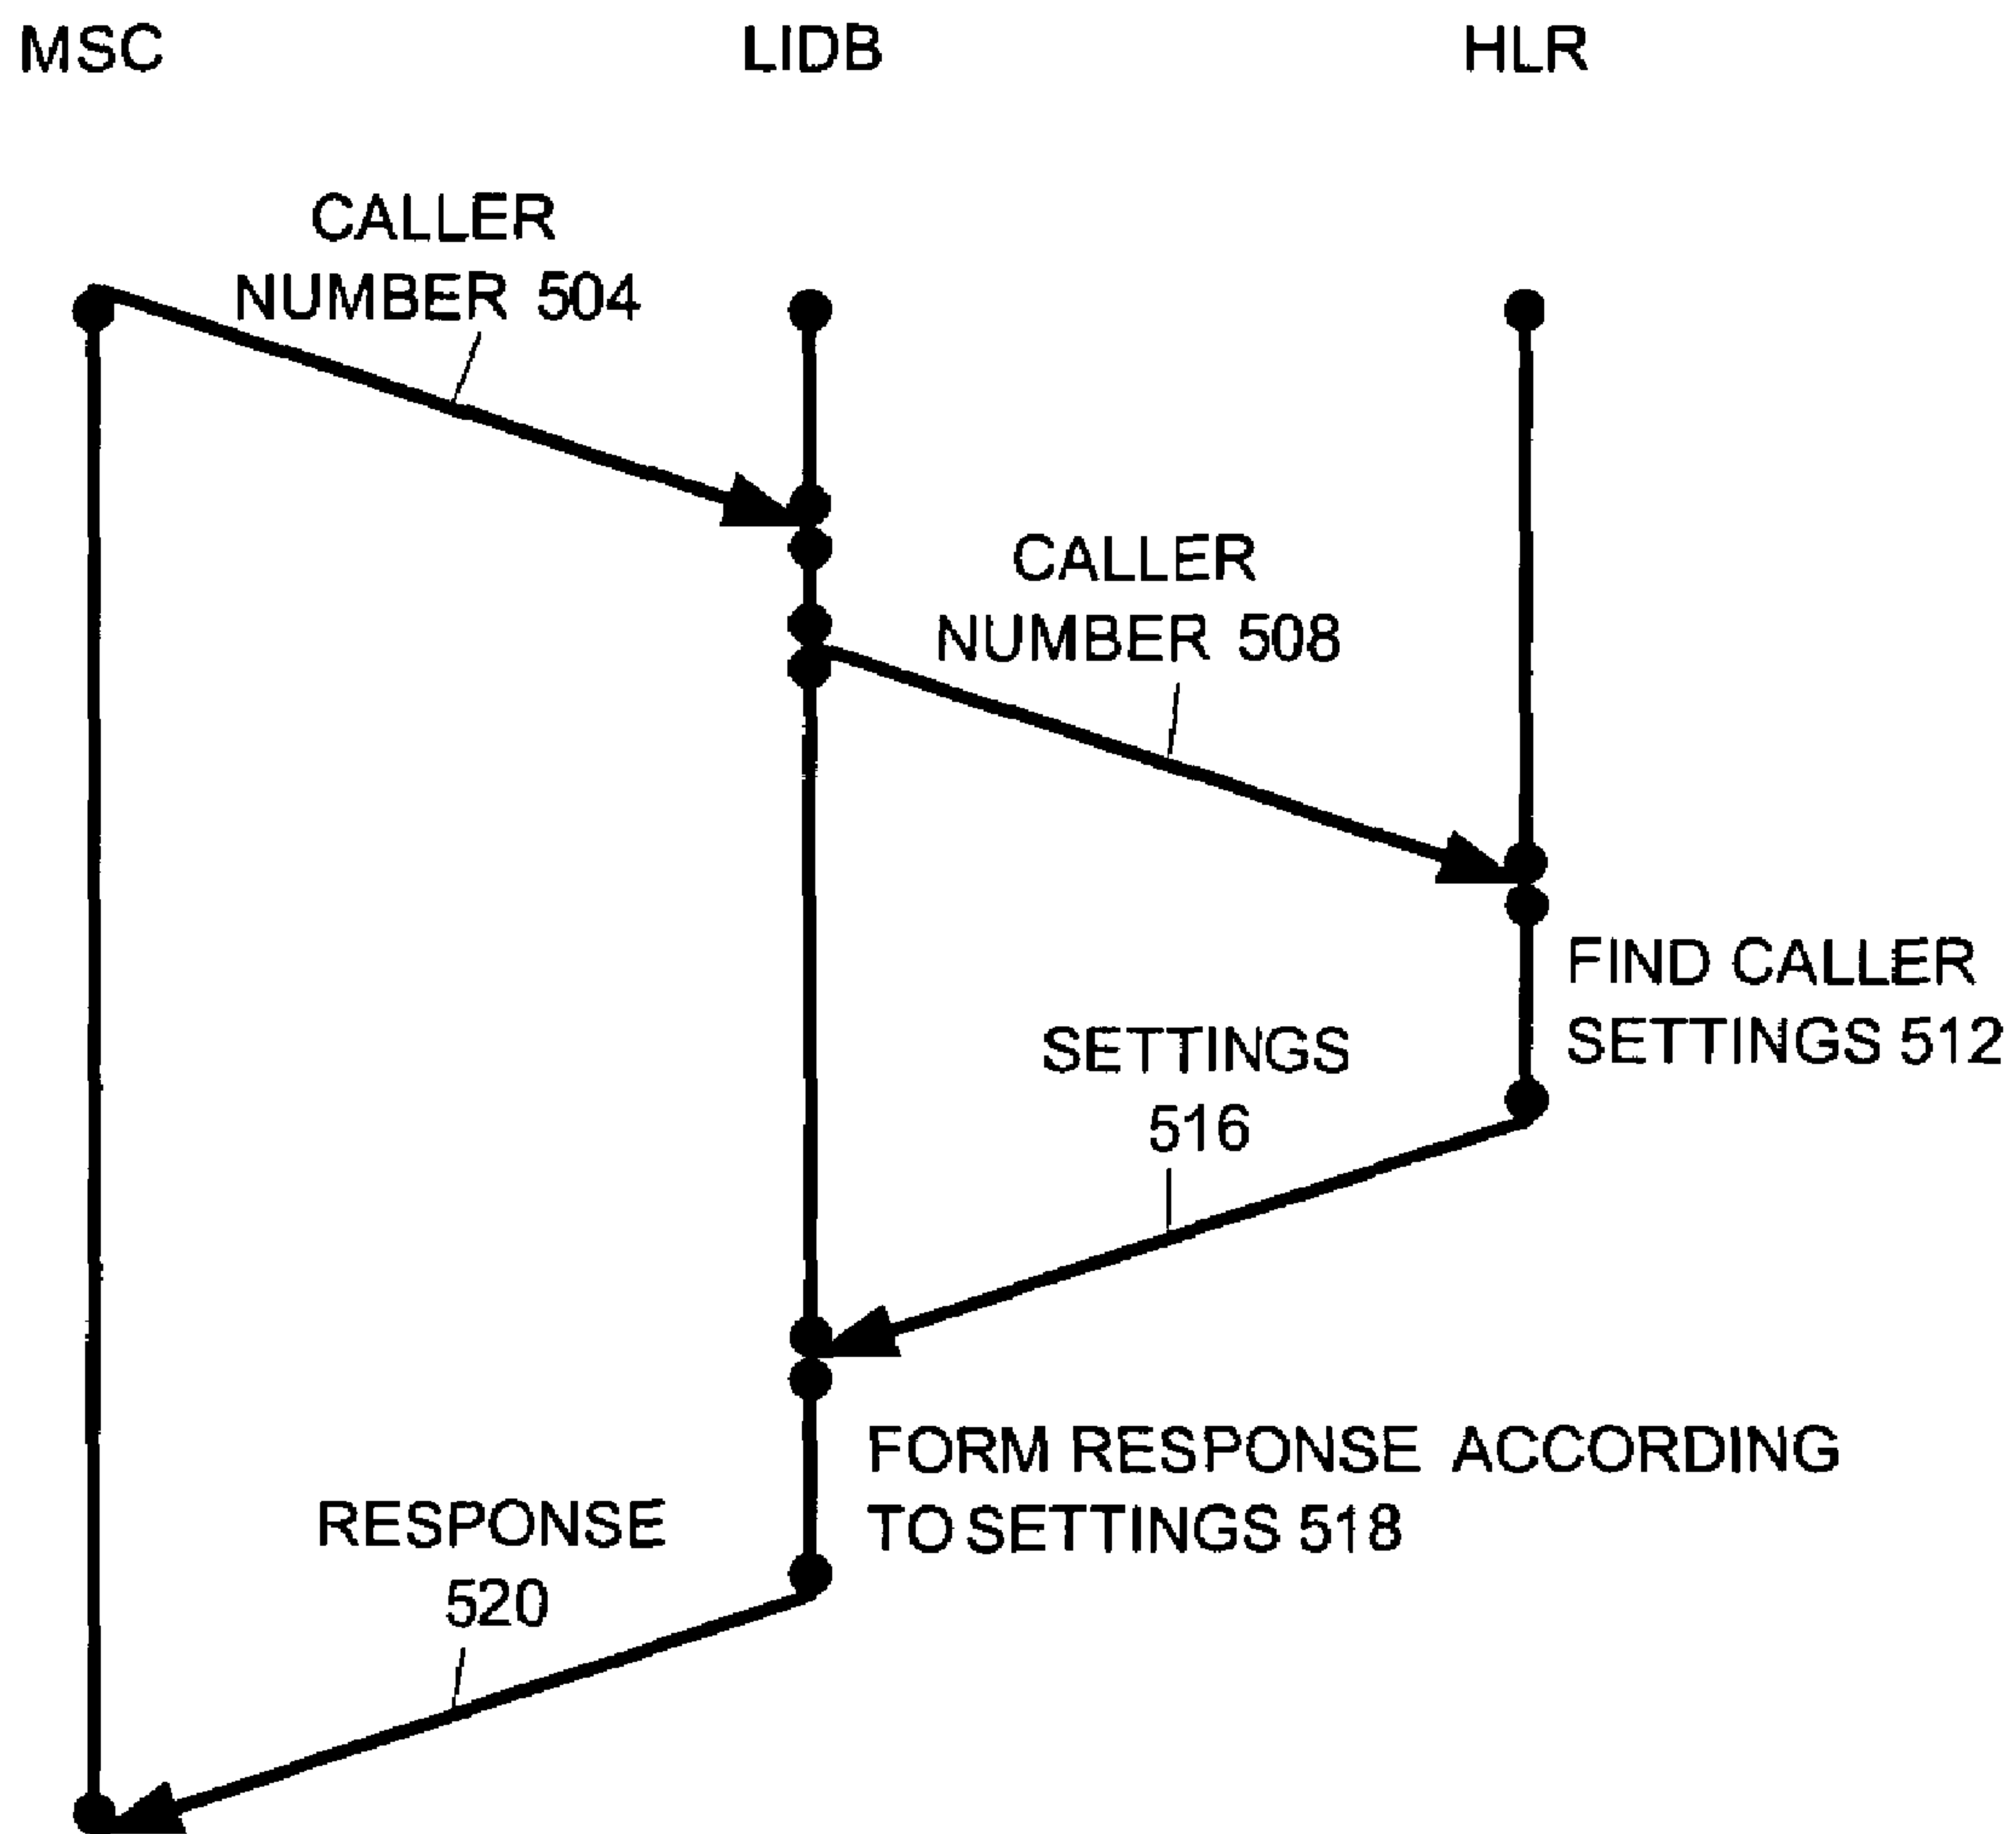 MSC LIDB HLR
CALLER
NUMBER 504
CALLER
NUMBER 508
FIND CALLER
SETTINGS 512
SETTINGS
516
FORM RESPONSE ACCORDING
TO SETTINGS 518
RESPONSE
520